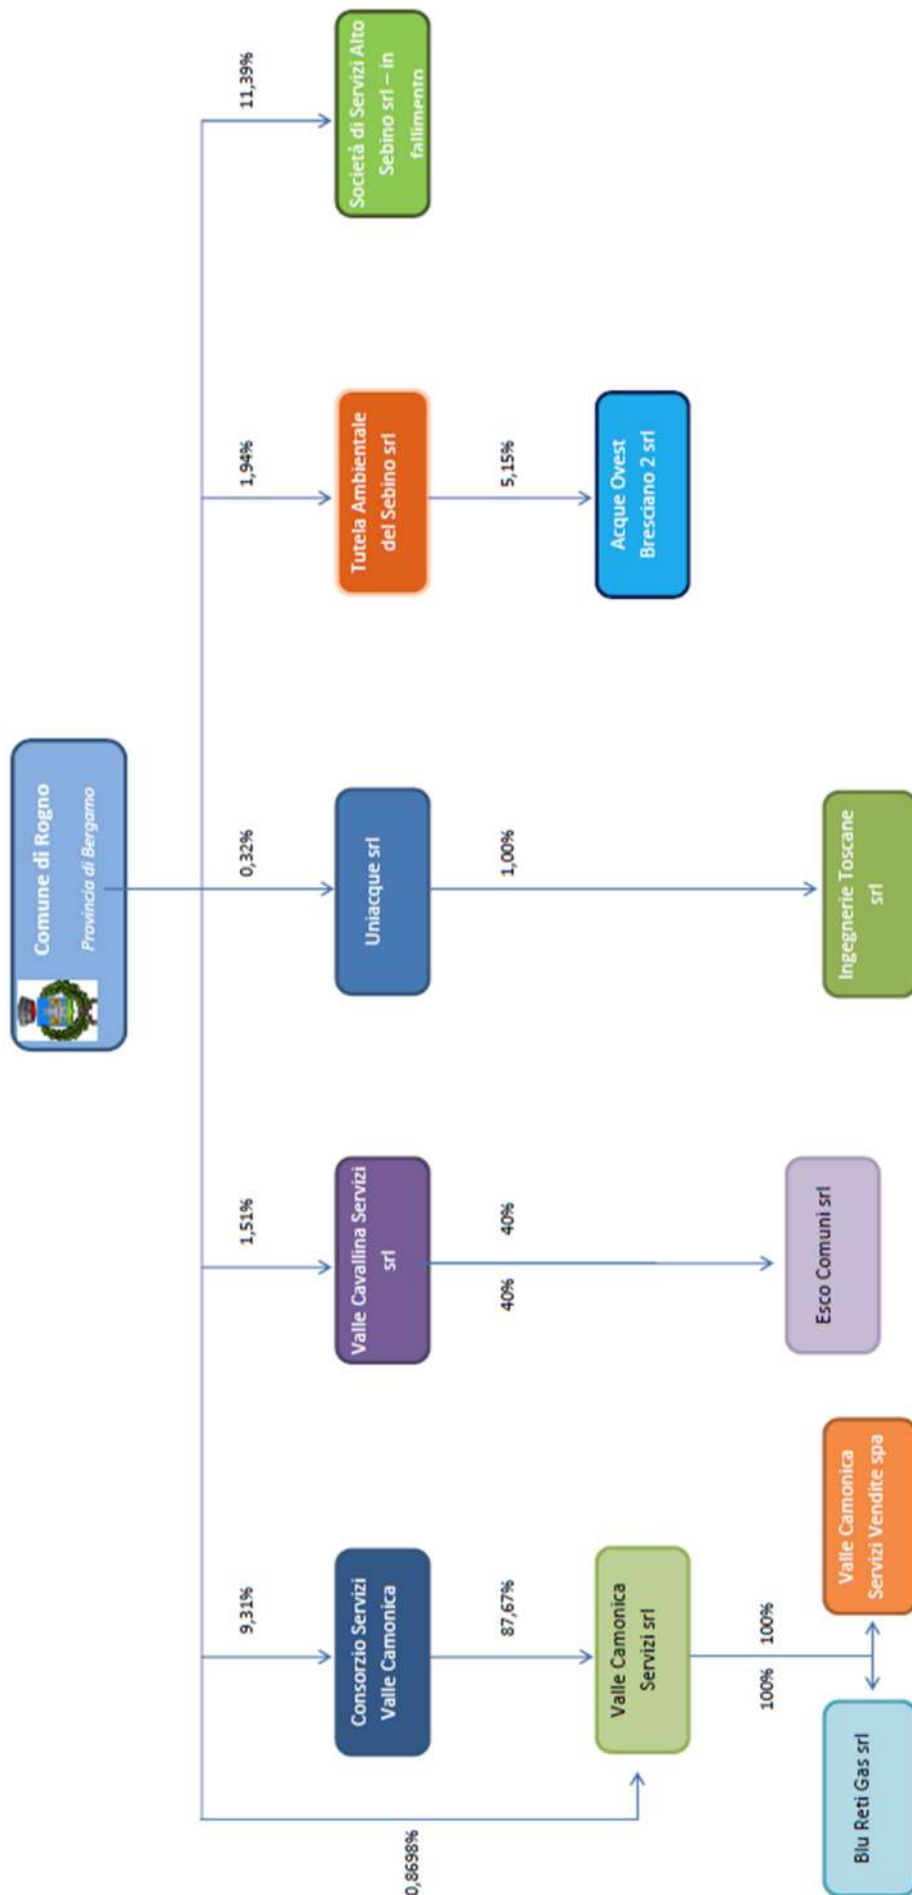 Comune di Rogno
Provincia di Bergamo
9,31%
1,51%
0,32%
1,94%
11,39%
Consorzio Servizi
Valle Camonica
Valle Cavallina Servizi
srl
Uniacque srl
Tutela Ambientale
del Sebino srl
Società di Servizi Alto
Sebino srl – in
fallimento
0,8698%
87,67%
40%
40%
1,00%
5,15%
Valle Camonica
Servizi srl
Acque Ovest
Bresciano 2 srl
100%
100%
Esco Comuni srl
Blu Reti Gas srl
Valle Camonica
Servizi Vendite spa
Ingegnerie Toscane
srl